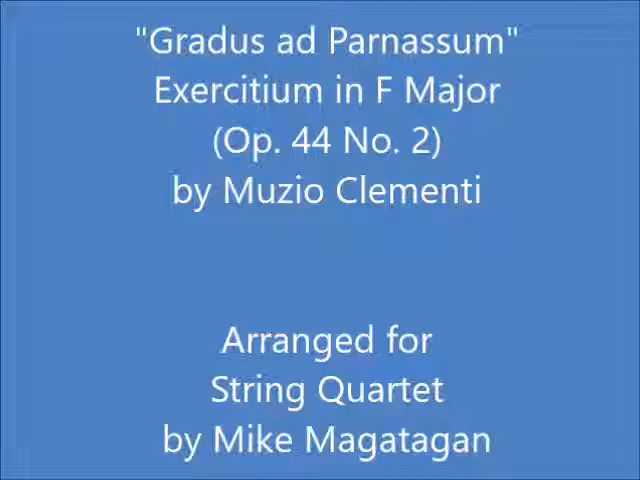 "Gradus ad Parnassum"
Exercitium in F Major
(Op. 44 No. 2)
by Muzio Clementi
Arranged for
String Quartet
by Mike Magatagan